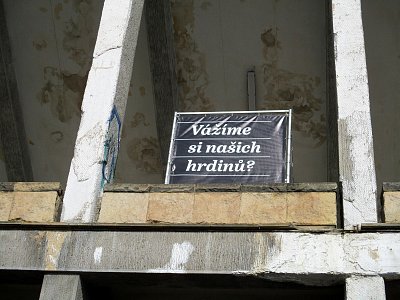 Vážíme
si našich
hrdinů?